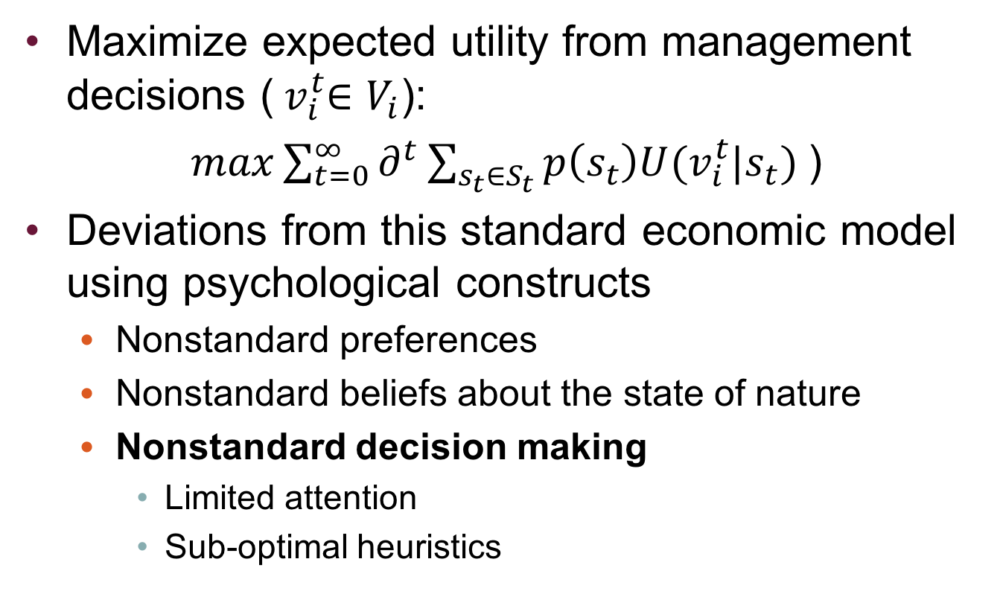 • Maximize expected utility from management
decisions ( $v_i^t \in V_i$):
$max \sum_{t=0}^{\infty} \partial^t \sum_{s_t \in S_t} p(s_t) U(v_i^t | s_t) \ )$
• Deviations from this standard economic model
using psychological constructs
• Nonstandard preferences
• Nonstandard beliefs about the state of nature
• Nonstandard decision making
• Limited attention
• Sub-optimal heuristics